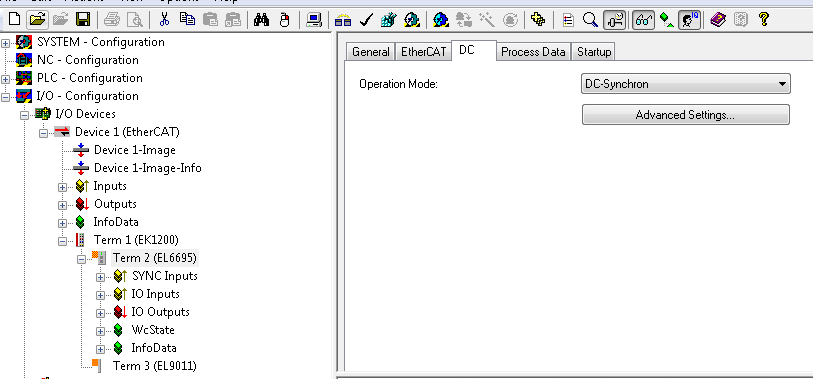 SYSTEM - Configuration
NC - Configuration
PLC - Configuration
I/O - Configuration
I/O Devices
Device 1 (EtherCAT)
Device 1-Image
Device 1-Image-Info
Inputs
Outputs
InfoData
Term 1 (EK1200)
Term 2 (EL6695)
SYNC Inputs
IO Inputs
IO Outputs
WcState
InfoData
Term 3 (EL9011)
General EtherCAT DC Process Data Startup
Operation Mode: DC-Synchron
Advanced Settings...